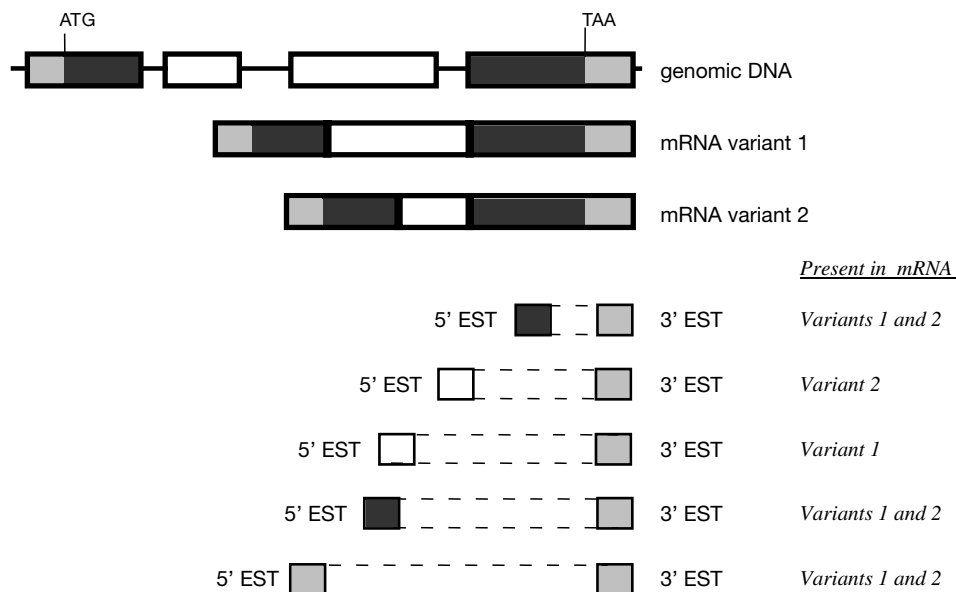 ATG TAA
genomic DNA
mRNA variant 1
mRNA variant 2
Present in mRNA
5’ EST 3’ EST Variants 1 and 2
5’ EST 3’ EST Variant 2
5’ EST 3’ EST Variant 1
5’ EST 3’ EST Variants 1 and 2
5’ EST 3’ EST Variants 1 and 2